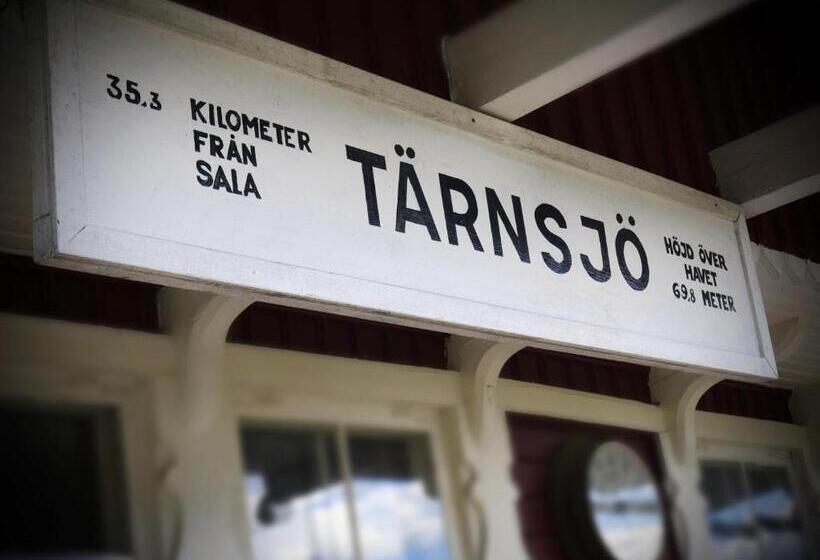 35.3 KILOMETER
FRÅN
SALA
TÄRNSJÖ
HÖJD ÖVER
HAVET
69.8 METER